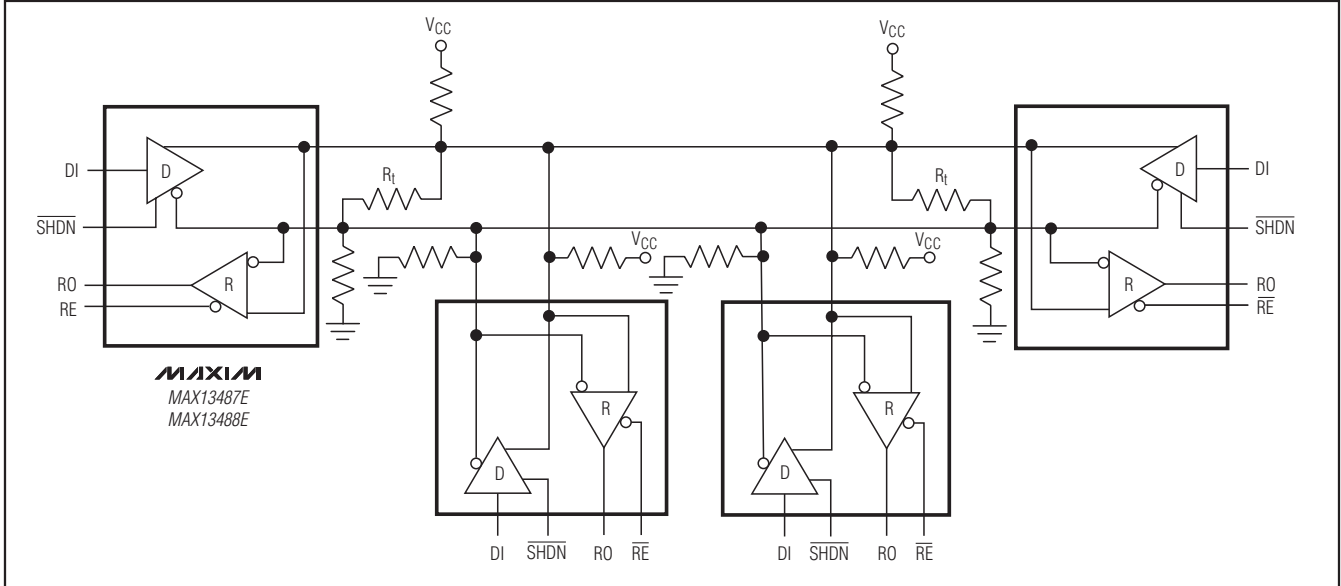 VCC
VCC
DI
D
Rt
Rt
D
DI
SHDN
SHDN
VCC
VCC
RO
R
R
RO
RE
RE
MAXIM
MAX13487E
MAX13488E
R
R
D
D
DI
SHDN
RO
RE
DI
SHDN
RO
RE